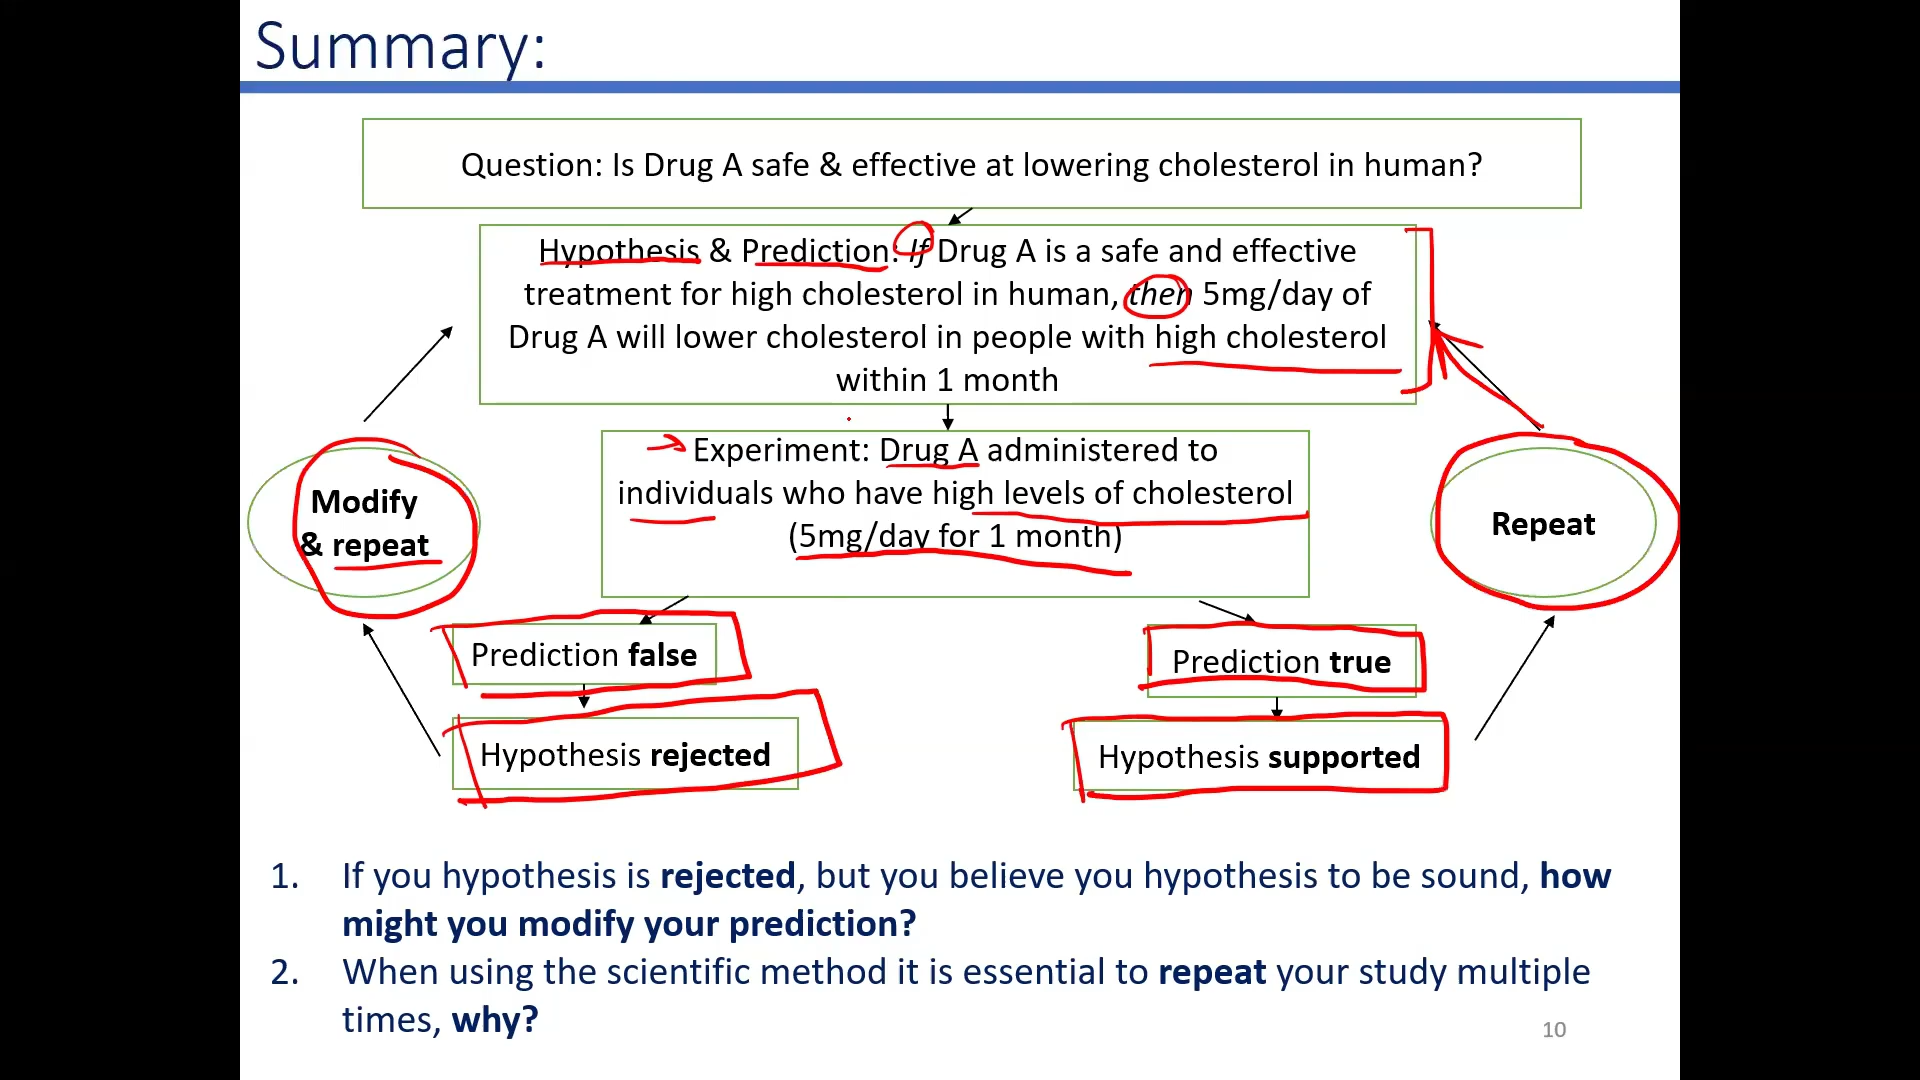 Summary:
Question: Is Drug A safe & effective at lowering cholesterol in human?
Hypothesis & Prediction: If Drug A is a safe and effective
treatment for high cholesterol in human, then 5mg/day of
Drug A will lower cholesterol in people with high cholesterol
within 1 month
Experiment: Drug A administered to
individuals who have high levels of cholesterol
(5mg/day for 1 month)
Modify
& repeat
Repeat
Prediction false
Prediction true
Hypothesis rejected
Hypothesis supported
1. If you hypothesis is rejected, but you believe you hypothesis to be sound, how
might you modify your prediction?
2. When using the scientific method it is essential to repeat your study multiple
times, why?
10